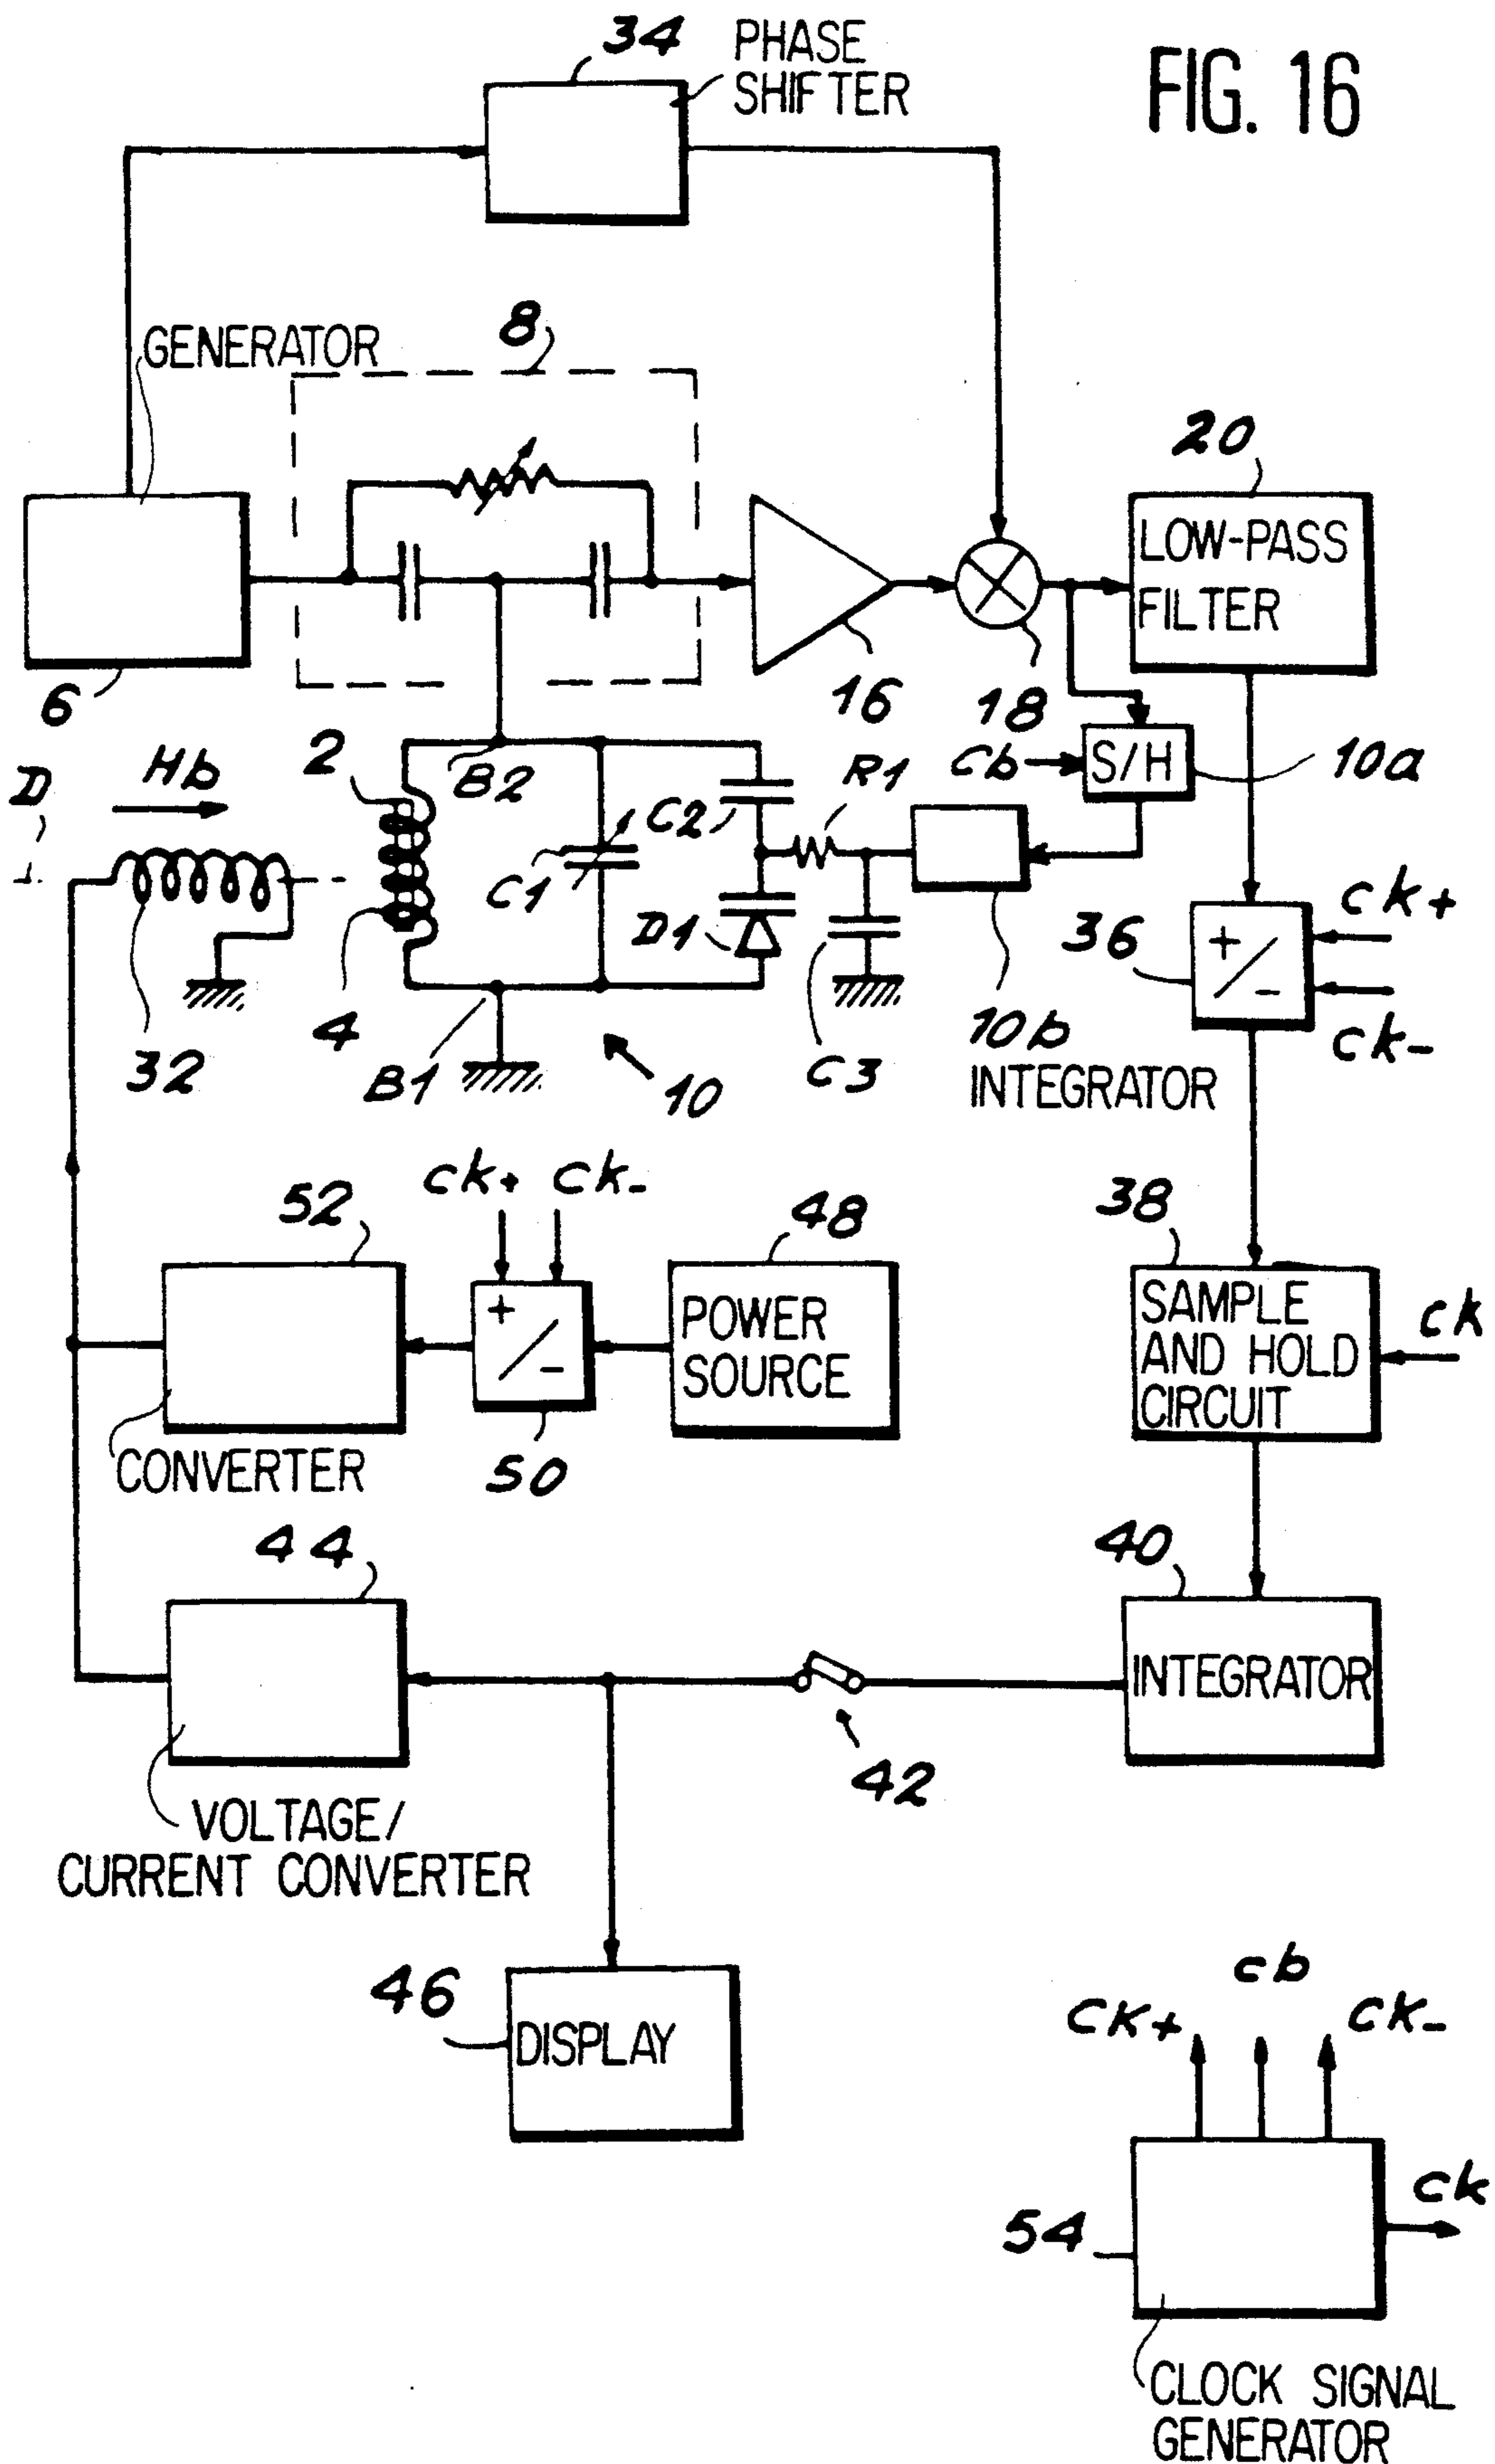 34
PHASE
SHIFTER
FIG. 16
GENERATOR
8
20
LOW-PASS
FILTER
6
16
18
D
Hb
2
B2
C2
R1
Cb
S/H
10a
C1
4
D1
36
+
/
-
ck+
ck-
32
B1
10
C3
10b
INTEGRATOR
ck+
ck-
52
48
38
POWER
SOURCE
+
/
-
SAMPLE
AND HOLD
CIRCUIT
ck
CONVERTER
50
44
40
INTEGRATOR
42
VOLTAGE/
CURRENT CONVERTER
46
DISPLAY
cb
CK+
CK-
ck
54
CLOCK SIGNAL
GENERATOR